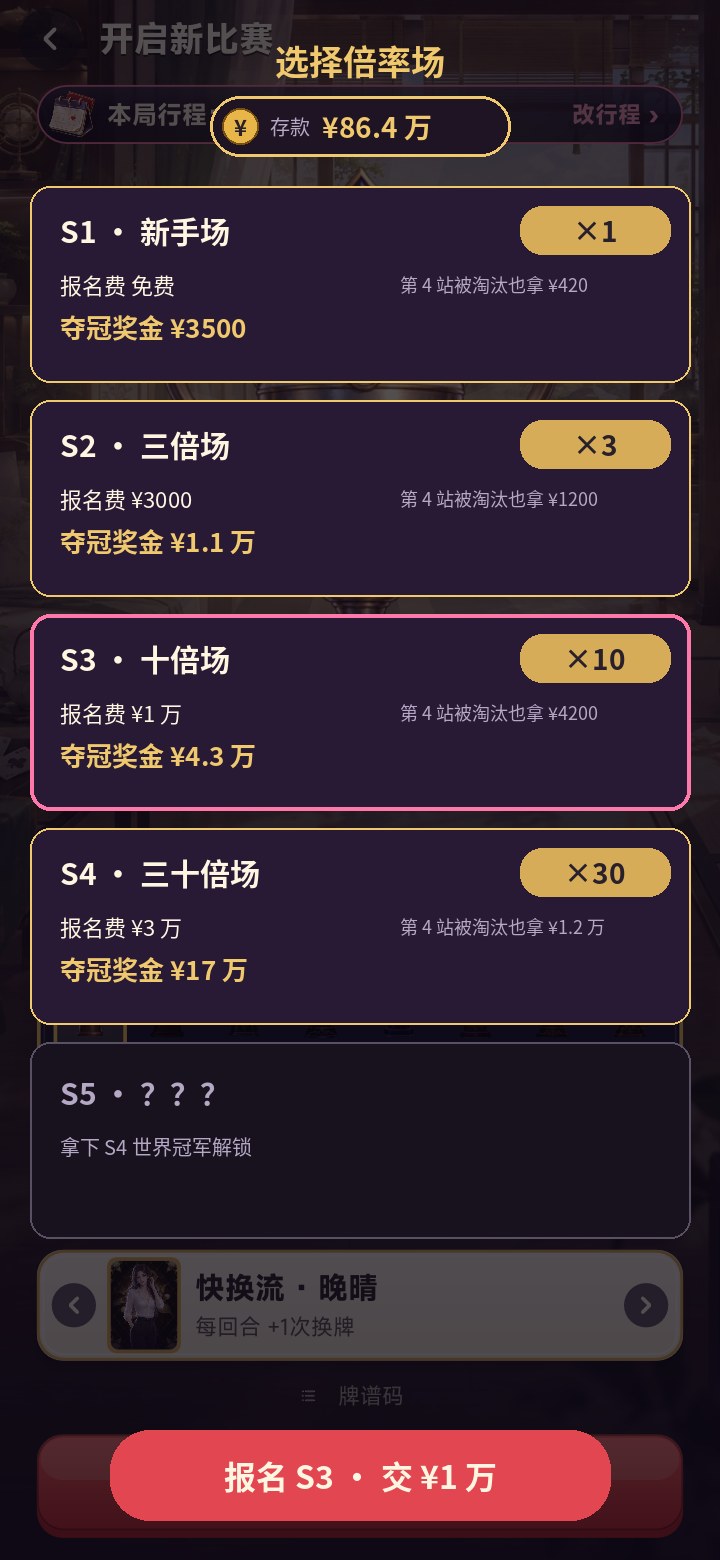 开启新比赛
选择倍率场
本局行程
存款 ¥86.4 万
改行程 ›
S1 · 新手场
×1
报名费 免费
第 4 站被淘汰也拿 ¥420
夺冠奖金 ¥3500
S2 · 三倍场
×3
报名费 ¥3000
第 4 站被淘汰也拿 ¥1200
夺冠奖金 ¥1.1 万
S3 · 十倍场
×10
报名费 ¥1 万
第 4 站被淘汰也拿 ¥4200
夺冠奖金 ¥4.3 万
S4 · 三十倍场
×30
报名费 ¥3 万
第 4 站被淘汰也拿 ¥1.2 万
夺冠奖金 ¥17 万
S5 · ？？？
拿下 S4 世界冠军解锁
快换流 · 晚晴
每回合 +1次换牌
牌谱码
报名 S3 · 交 ¥1 万